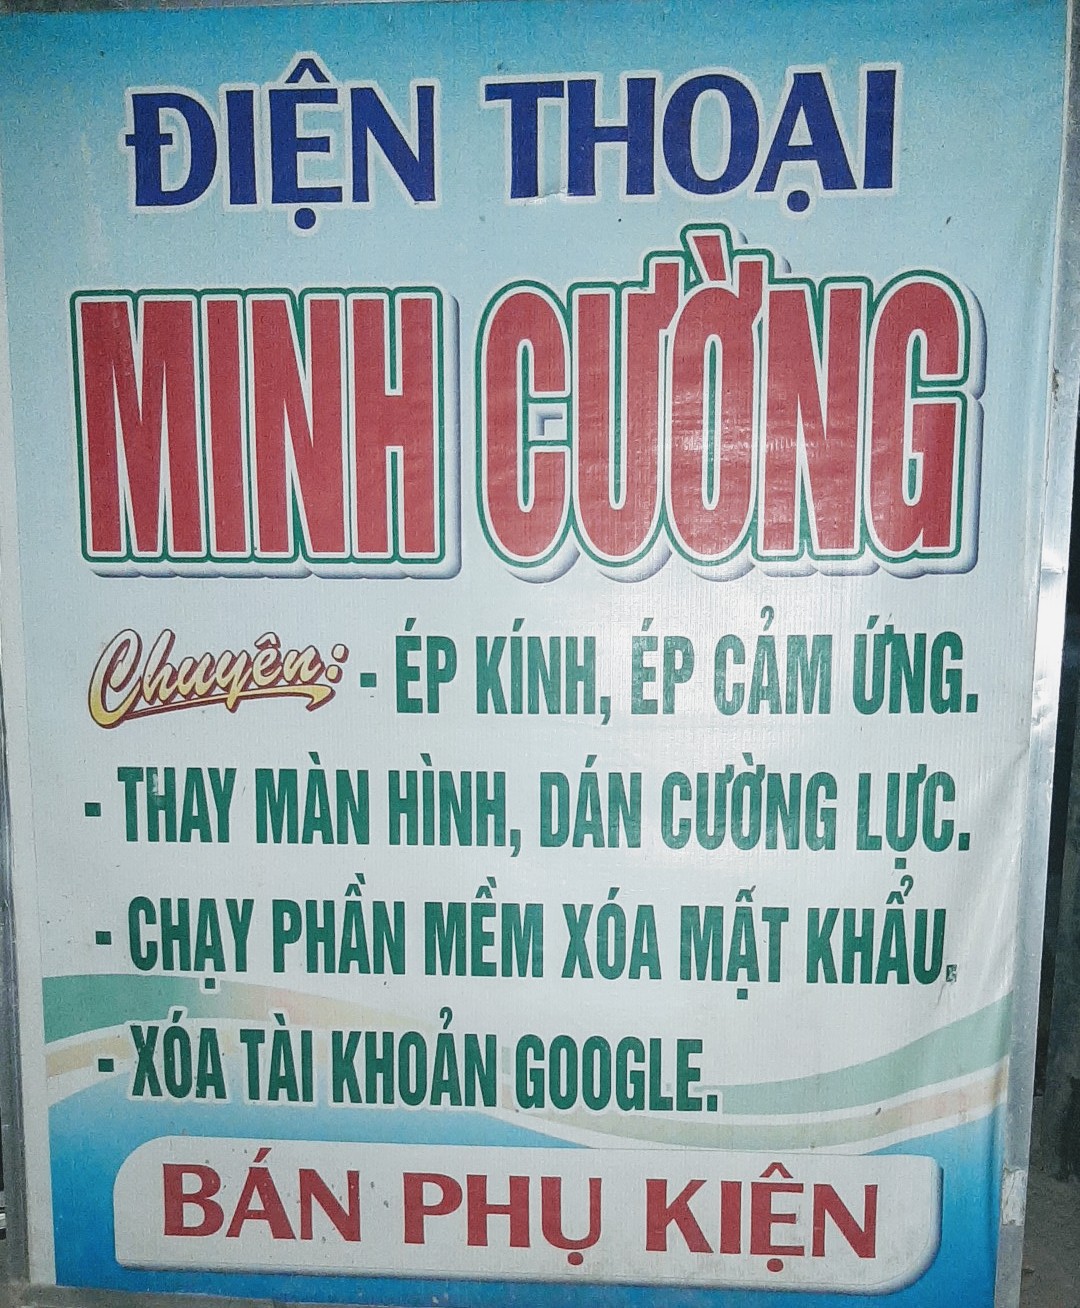 ĐIỆN THOẠI
MINH CƯỜNG
Chuyên: - ÉP KÍNH, ÉP CẢM ỨNG.
- THAY MÀN HÌNH, DÁN CƯỜNG LỰC.
- CHẠY PHẦN MỀM XÓA MẬT KHẨU.
- XÓA TÀI KHOẢN GOOGLE.
BÁN PHỤ KIỆN